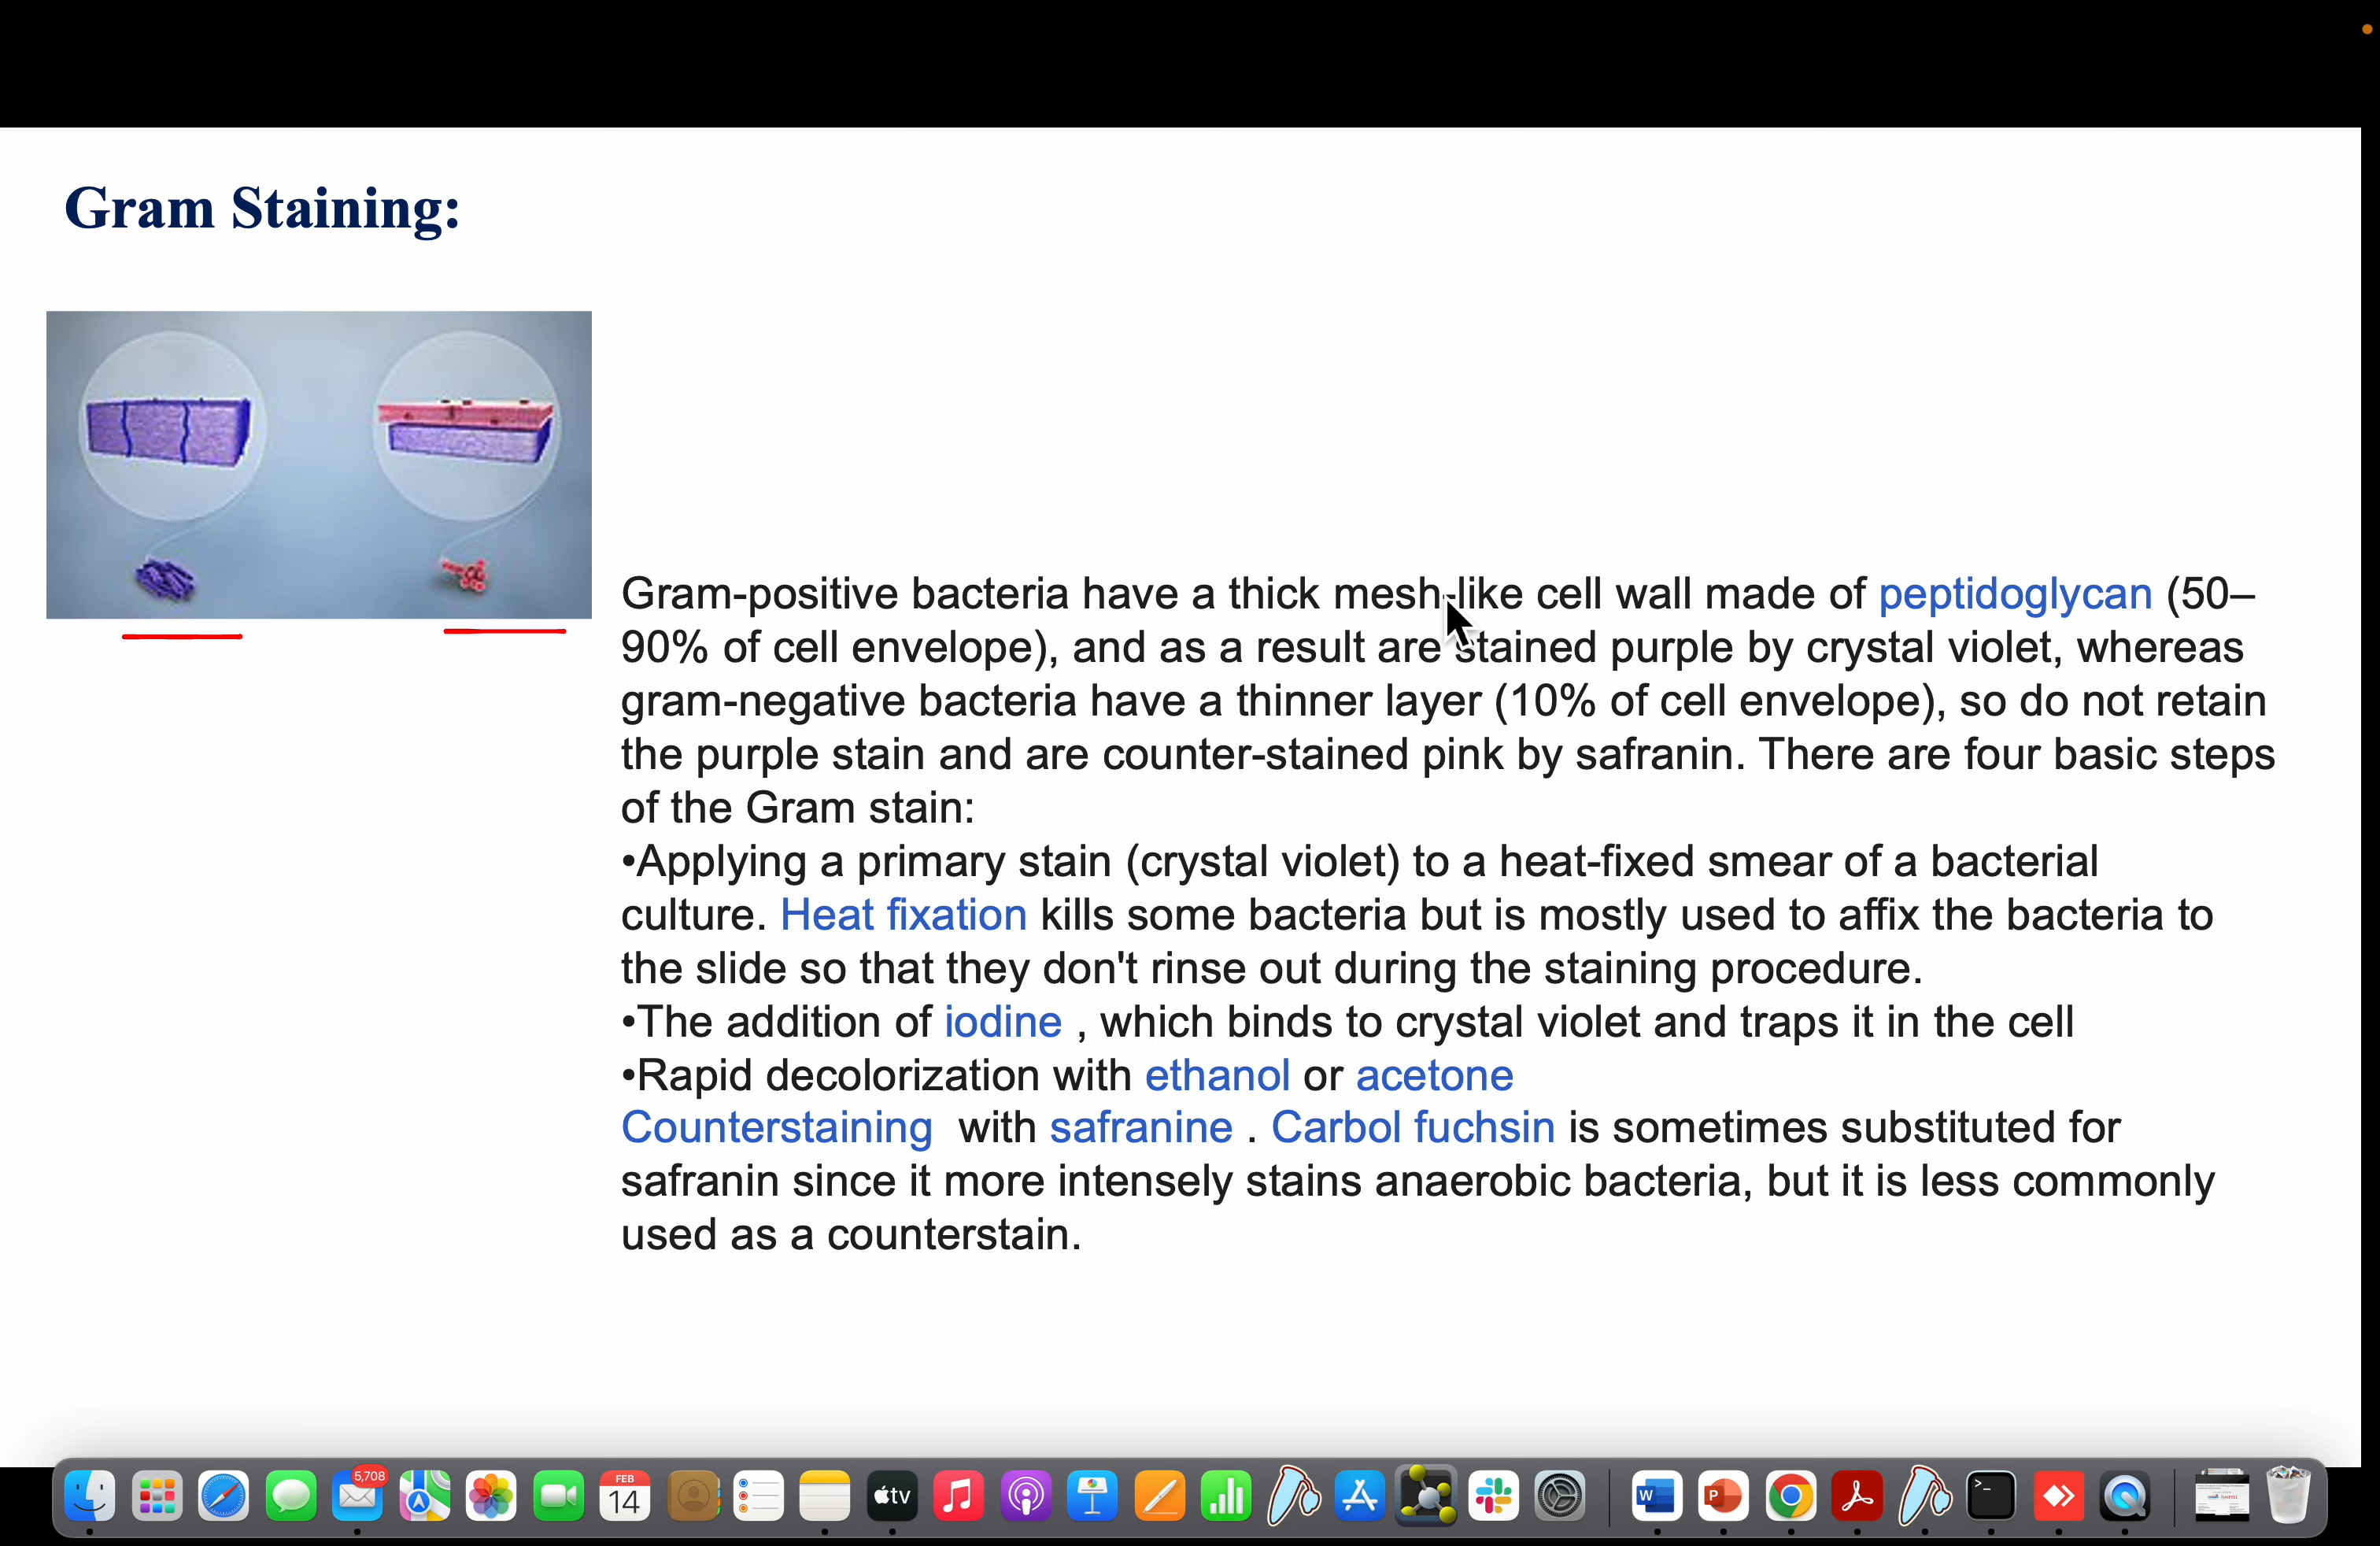 Gram Staining:
Gram-positive bacteria have a thick mesh-like cell wall made of peptidoglycan (50–
90% of cell envelope), and as a result are stained purple by crystal violet, whereas
gram-negative bacteria have a thinner layer (10% of cell envelope), so do not retain
the purple stain and are counter-stained pink by safranin. There are four basic steps
of the Gram stain:
•Applying a primary stain (crystal violet) to a heat-fixed smear of a bacterial
culture. Heat fixation kills some bacteria but is mostly used to affix the bacteria to
the slide so that they don't rinse out during the staining procedure.
•The addition of iodine , which binds to crystal violet and traps it in the cell
•Rapid decolorization with ethanol or acetone
Counterstaining with safranine . Carbol fuchsin is sometimes substituted for
safranin since it more intensely stains anaerobic bacteria, but it is less commonly
used as a counterstain.
5,708
FEB
14
tv
W
P
>_